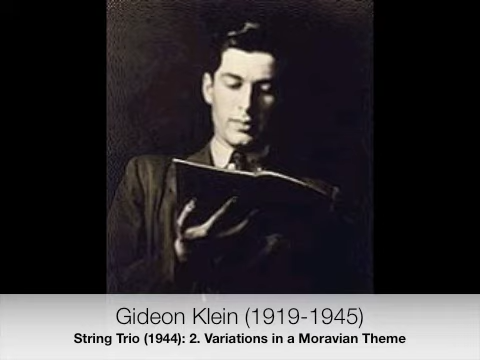 Gideon Klein (1919-1945)
String Trio (1944): 2. Variations in a Moravian Theme